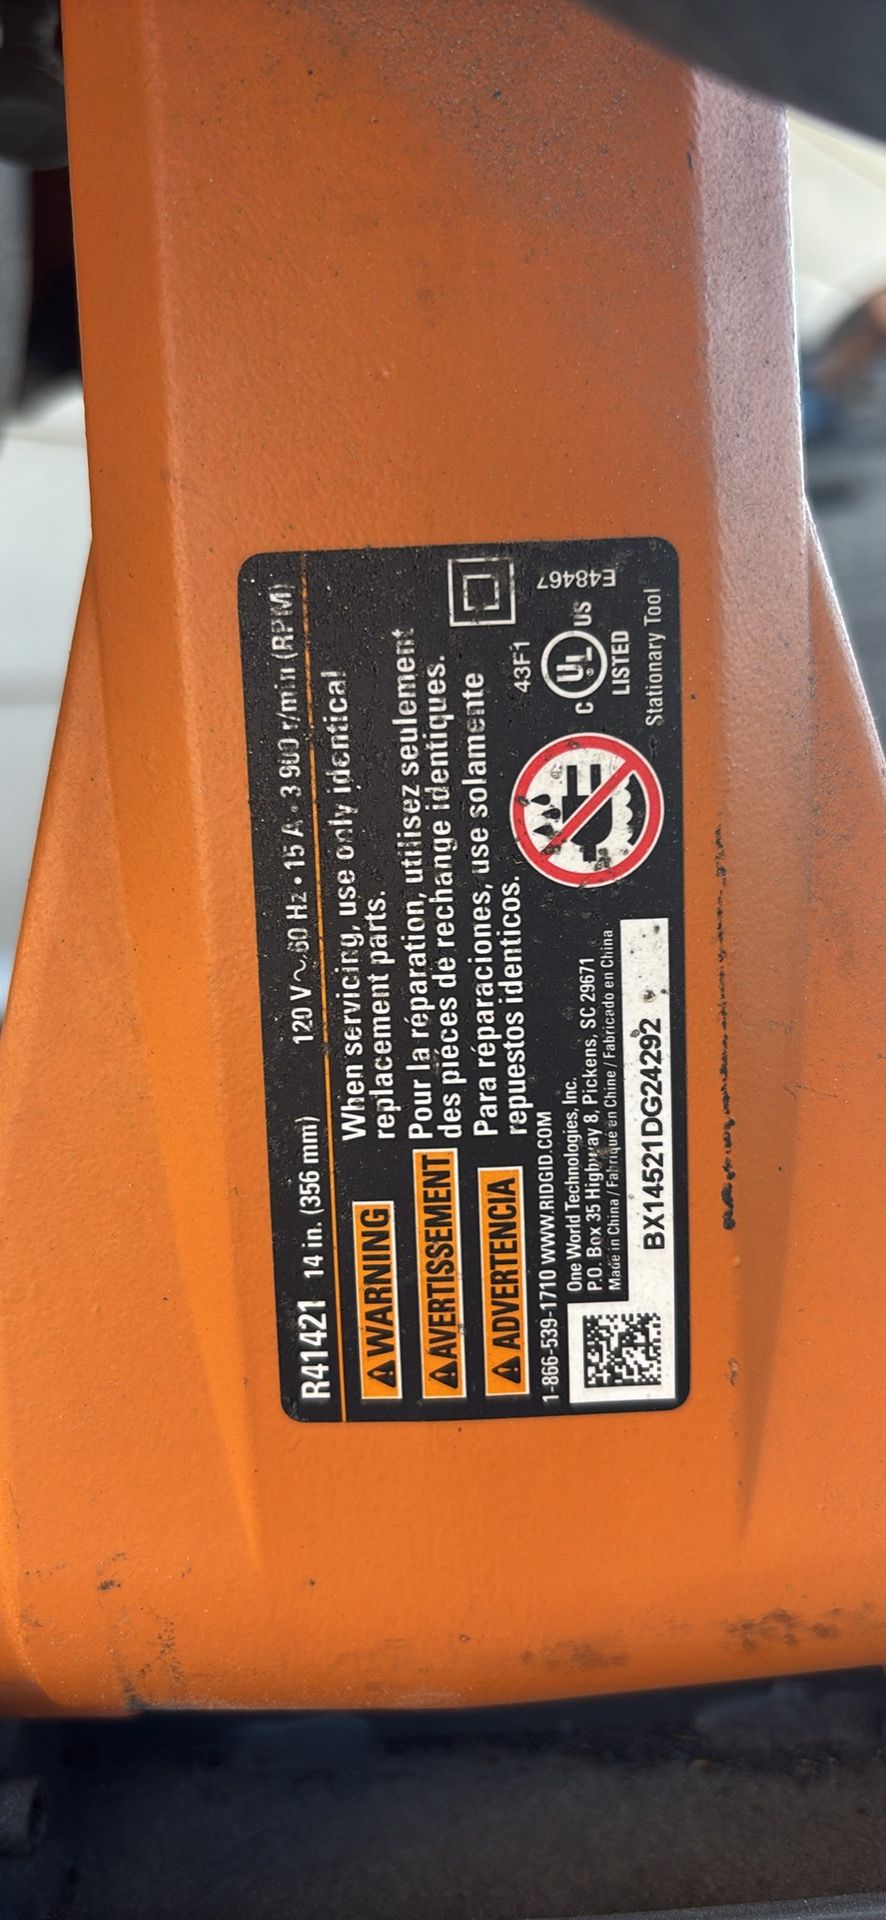 R41421 14 in. (356 mm) 120 V~, 60 Hz • 15 A • 3 900 r/min (RPM)
WARNING When servicing, use only identical
replacement parts.
AVERTISSEMENT Pour la réparation, utilisez seulement
des pièces de rechange identiques.
ADVERTENCIA Para réparaciones, use solamente
repuestos identicos.
1-866-539-1710 WWW.RIDGID.COM
One World Technologies, Inc.
P.O. Box 35 Highway 8, Pickens, SC 29671
Made in China / Fabriqué en Chine / Fabricado en China
BX14521DG24292
43F1
C UL US
®
LISTED
E48467
Stationary Tool